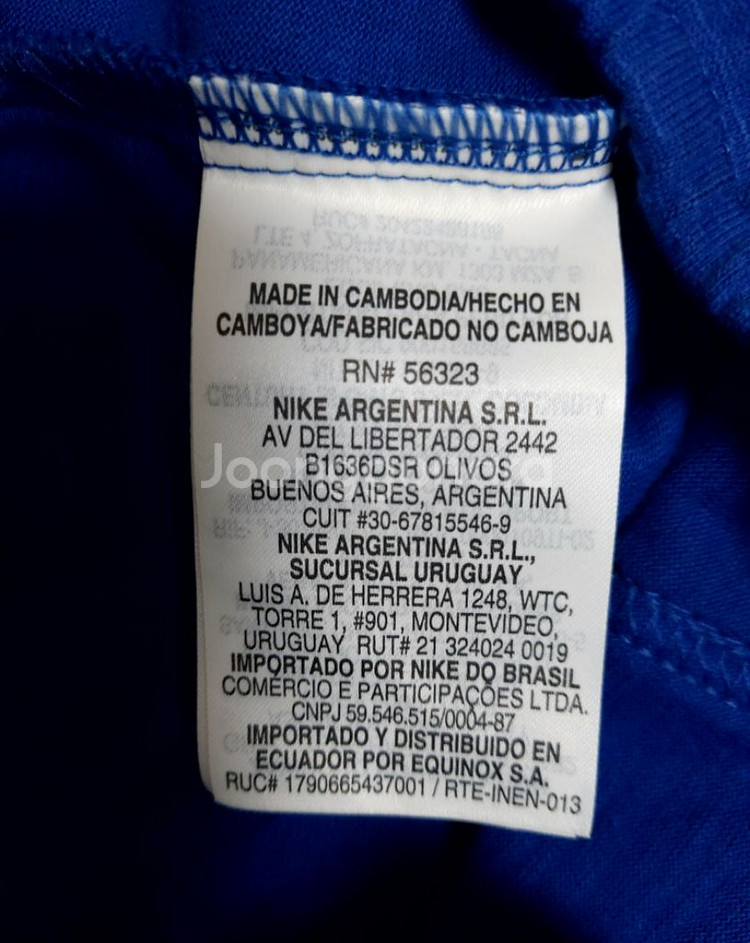 MADE IN CAMBODIA/HECHO EN
CAMBOYA/FABRICADO NO CAMBOJA
RN# 56323
NIKE ARGENTINA S.R.L.
AV DEL LIBERTADOR 2442
B1636DSR OLIVOS
BUENOS AIRES, ARGENTINA
CUIT #30-67815546-9
NIKE ARGENTINA S.R.L.,
SUCURSAL URUGUAY
LUIS A. DE HERRERA 1248, WTC,
TORRE 1, #901, MONTEVIDEO,
URUGUAY RUT# 21 324024 0019
IMPORTADO POR NIKE DO BRASIL
COMÉRCIO E PARTICIPAÇÕES LTDA.
CNPJ 59.546.515/0004-87
IMPORTADO Y DISTRIBUIDO EN
ECUADOR POR EQUINOX S.A.
RUC# 1790665437001 / RTE-INEN-013